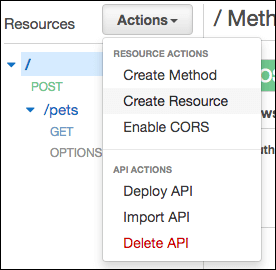 Resources
Actions
/ Meth
/
POST
/pets
GET
OPTIONS
RESOURCE ACTIONS
Create Method
Create Resource
Enable CORS
API ACTIONS
Deploy API
Import API
Delete API